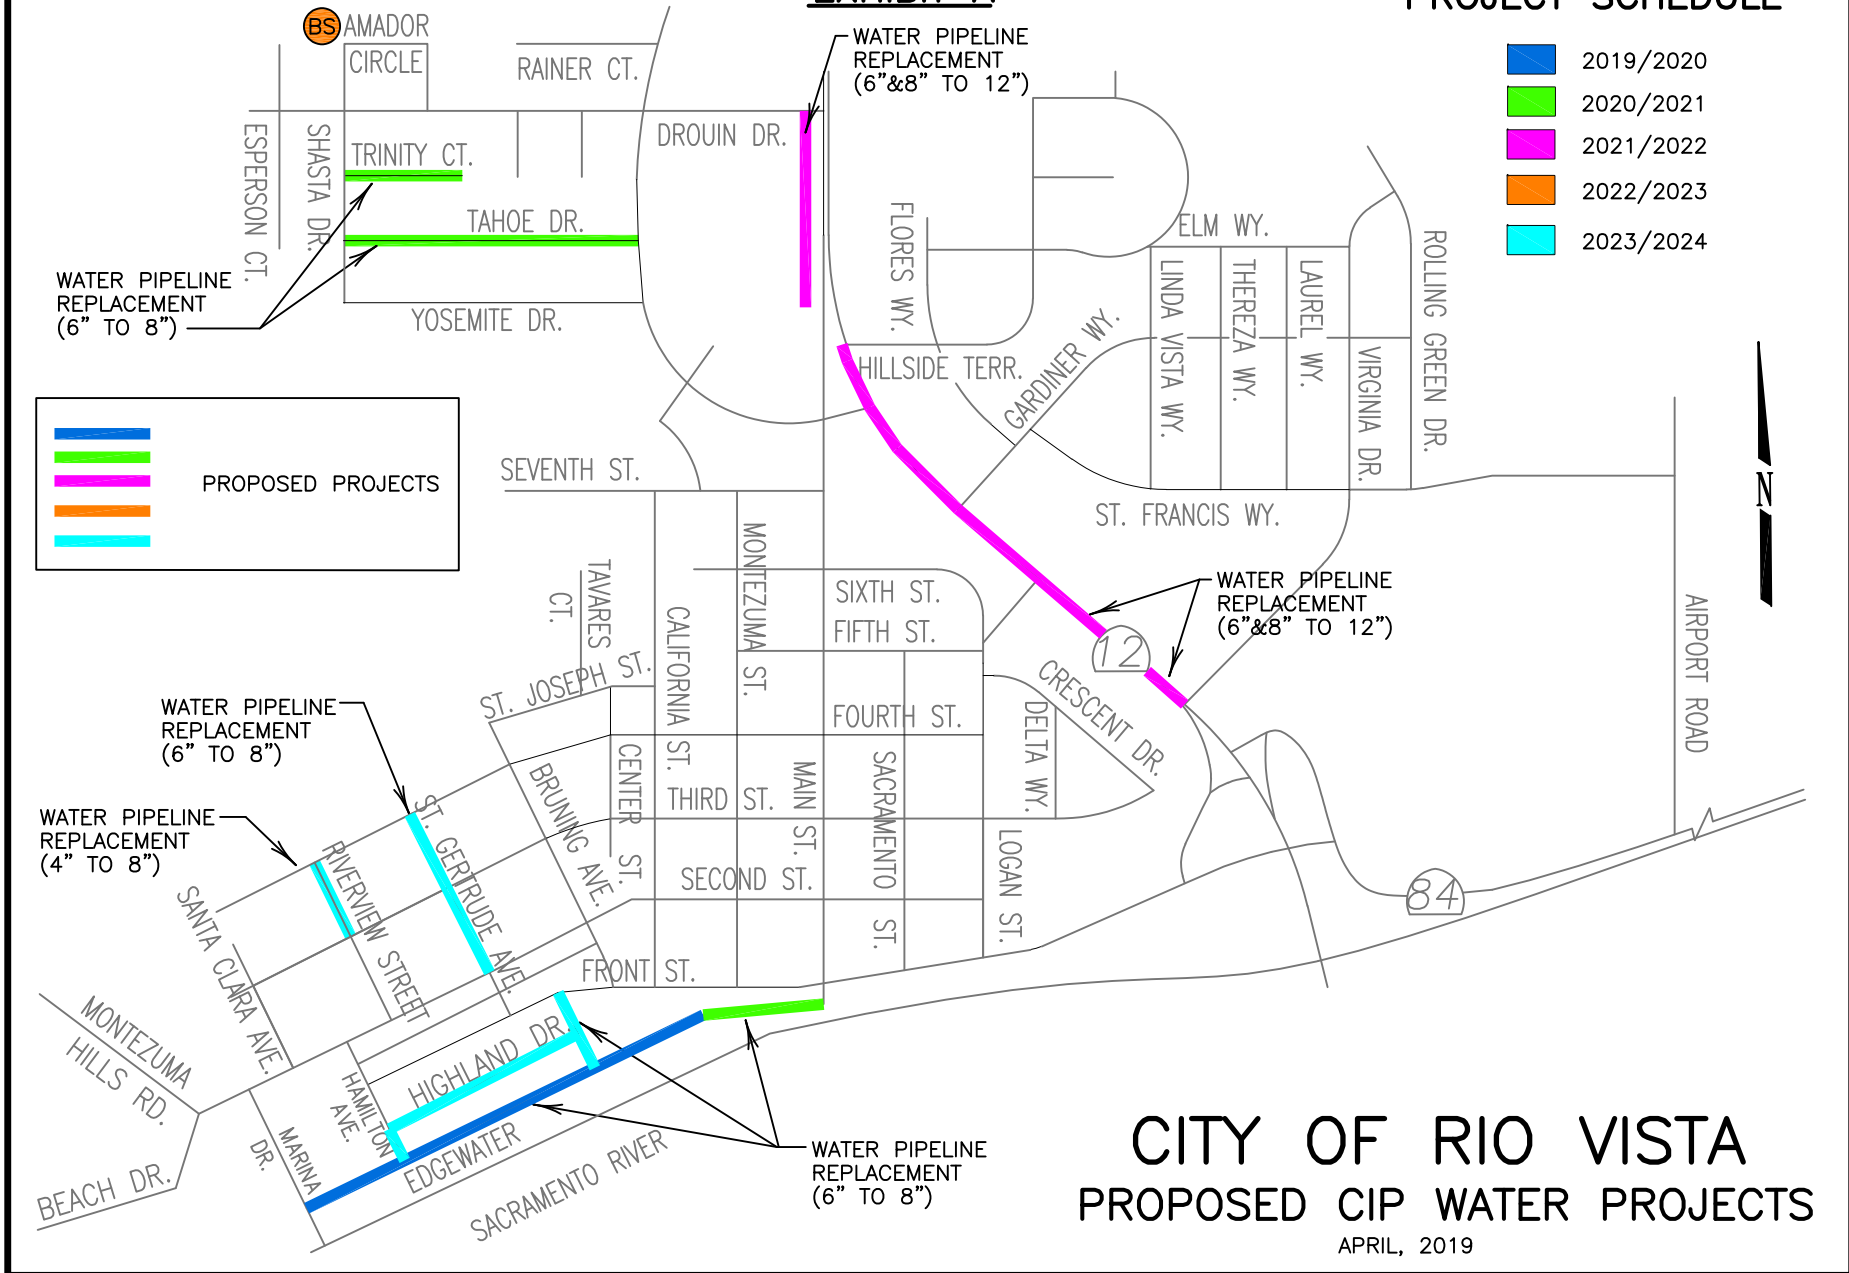 EXHIBIT A
PROJECT SCHEDULE
2019/2020
2020/2021
2021/2022
2022/2023
2023/2024
BS
AMADOR
CIRCLE
RAINER CT.
WATER PIPELINE
REPLACEMENT
(6"&8" TO 12")
DROUIN DR.
ESPERSON CT.
SHASTA DR.
TRINITY CT.
TAHOE DR.
YOSEMITE DR.
WATER PIPELINE
REPLACEMENT
(6" TO 8")
FLORES WY.
ELM WY.
LINDA VISTA WY.
THEREZA WY.
LAUREL WY.
VIRGINIA DR.
ROLLING GREEN DR.
HILLSIDE TERR.
GARDINER WY.
PROPOSED PROJECTS
SEVENTH ST.
ST. FRANCIS WY.
N
TAVARES
CT.
CALIFORNIA ST.
MONTEZUMA ST.
SIXTH ST.
FIFTH ST.
WATER PIPELINE
REPLACEMENT
(6"&8" TO 12")
12
CRESCENT DR.
AIRPORT ROAD
ST. JOSEPH ST.
FOURTH ST.
DELTA WY.
WATER PIPELINE
REPLACEMENT
(6" TO 8")
WATER PIPELINE
REPLACEMENT
(4" TO 8")
BRUNING AVE.
CENTER ST.
THIRD ST.
MAIN ST.
SACRAMENTO ST.
LOGAN ST.
SECOND ST.
84
ST. GERTRUDE AVE.
RIVERVIEW STREET
SANTA CLARA AVE.
FRONT ST.
MONTEZUMA
HILLS RD.
HIGHLAND DR.
HAMILTON
AVE.
MARINA
DR.
BEACH DR.
EDGEWATER
SACRAMENTO RIVER
WATER PIPELINE
REPLACEMENT
(6" TO 8")
CITY OF RIO VISTA
PROPOSED CIP WATER PROJECTS
APRIL, 2019